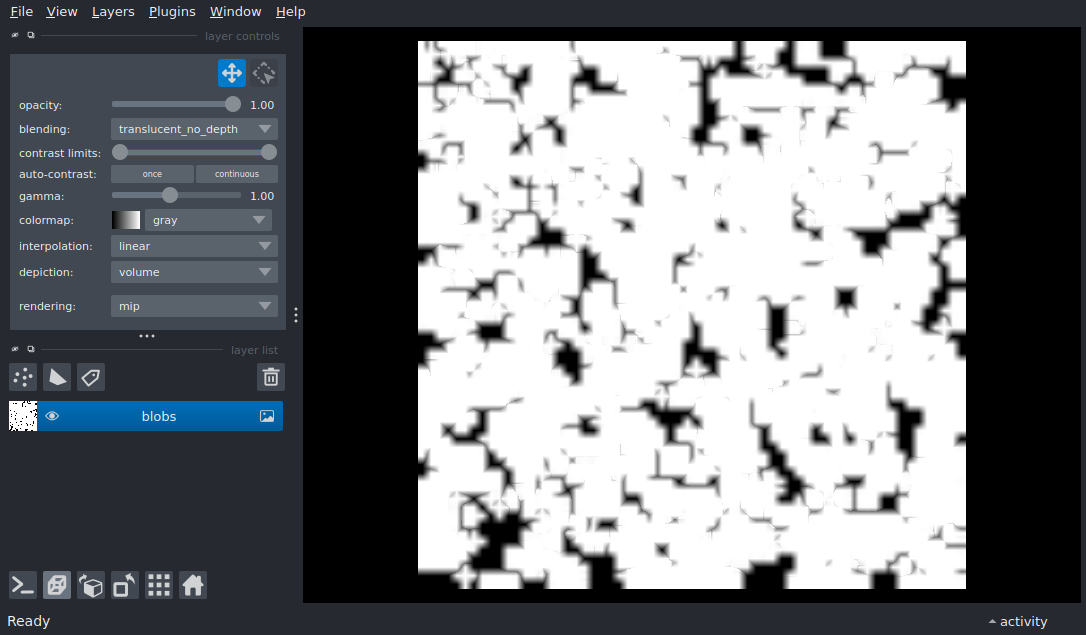 File View Layers Plugins Window Help
layer controls
opacity: 1.00
blending: translucent_no_depth
contrast limits:
auto-contrast: once continuous
gamma: 1.00
colormap: gray
interpolation: linear
depiction: volume
rendering: mip
layer list
blobs
Ready activity